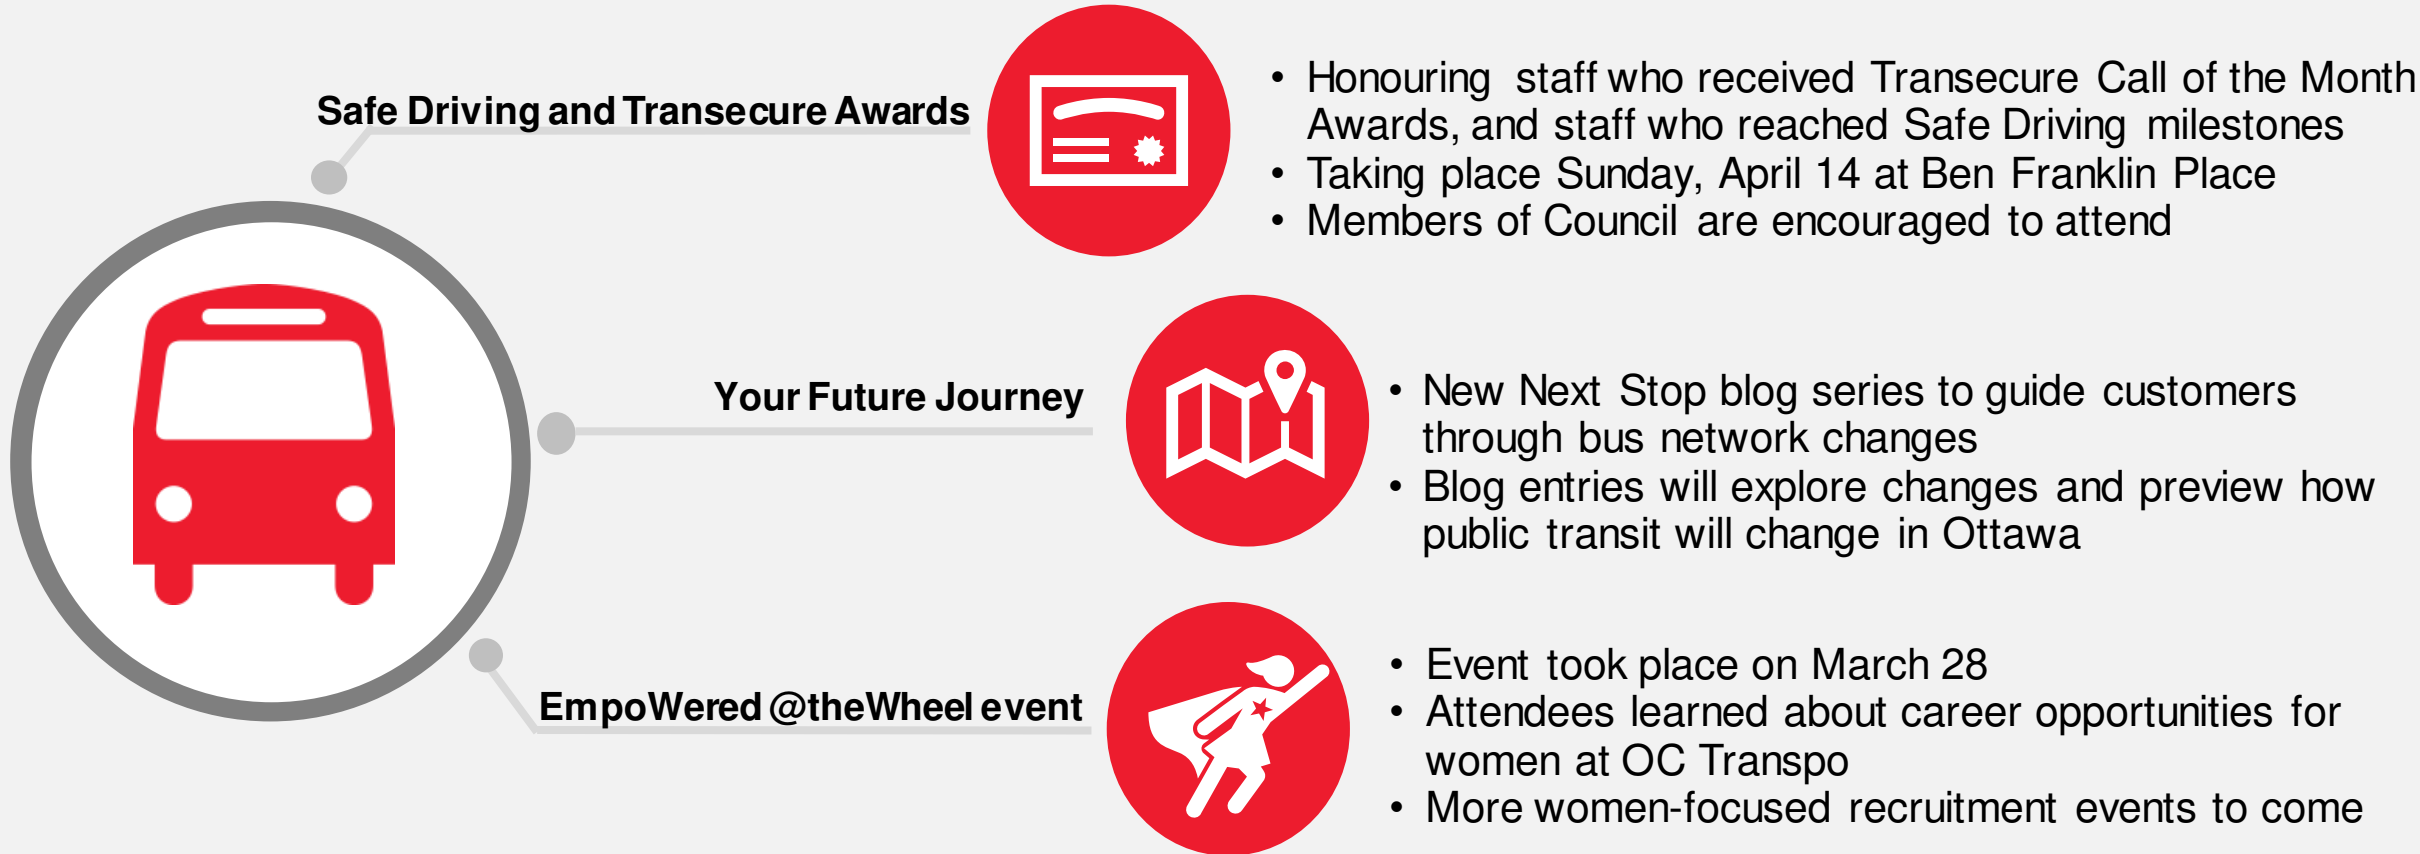 Safe Driving and Transecure Awards
• Honouring staff who received Transecure Call of the Month
Awards, and staff who reached Safe Driving milestones
• Taking place Sunday, April 14 at Ben Franklin Place
• Members of Council are encouraged to attend
Your Future Journey
• New Next Stop blog series to guide customers
through bus network changes
• Blog entries will explore changes and preview how
public transit will change in Ottawa
EmpoWered @theWheel event
• Event took place on March 28
• Attendees learned about career opportunities for
women at OC Transpo
• More women-focused recruitment events to come